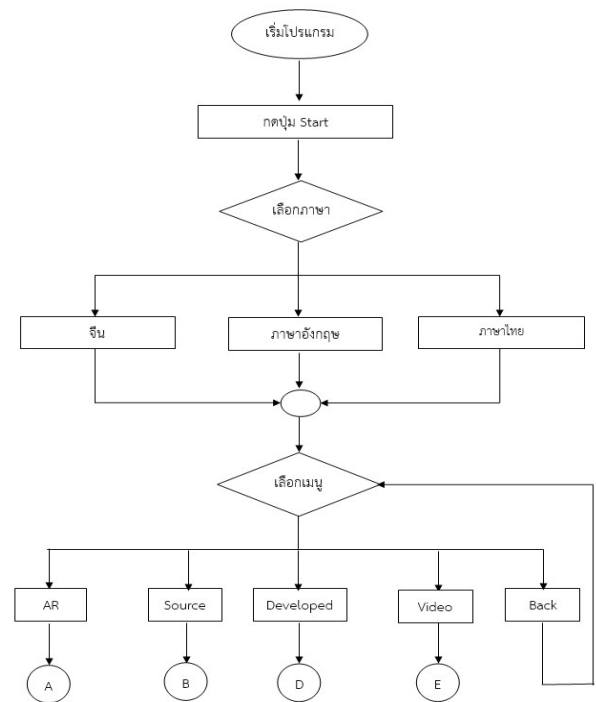 เริ่มโปรแกรม
กดปุ่ม Start
เลือกภาษา
จีน
ภาษาอังกฤษ
ภาษาไทย
เลือกเมนู
AR
Source
Developed
Video
Back
A
B
D
E